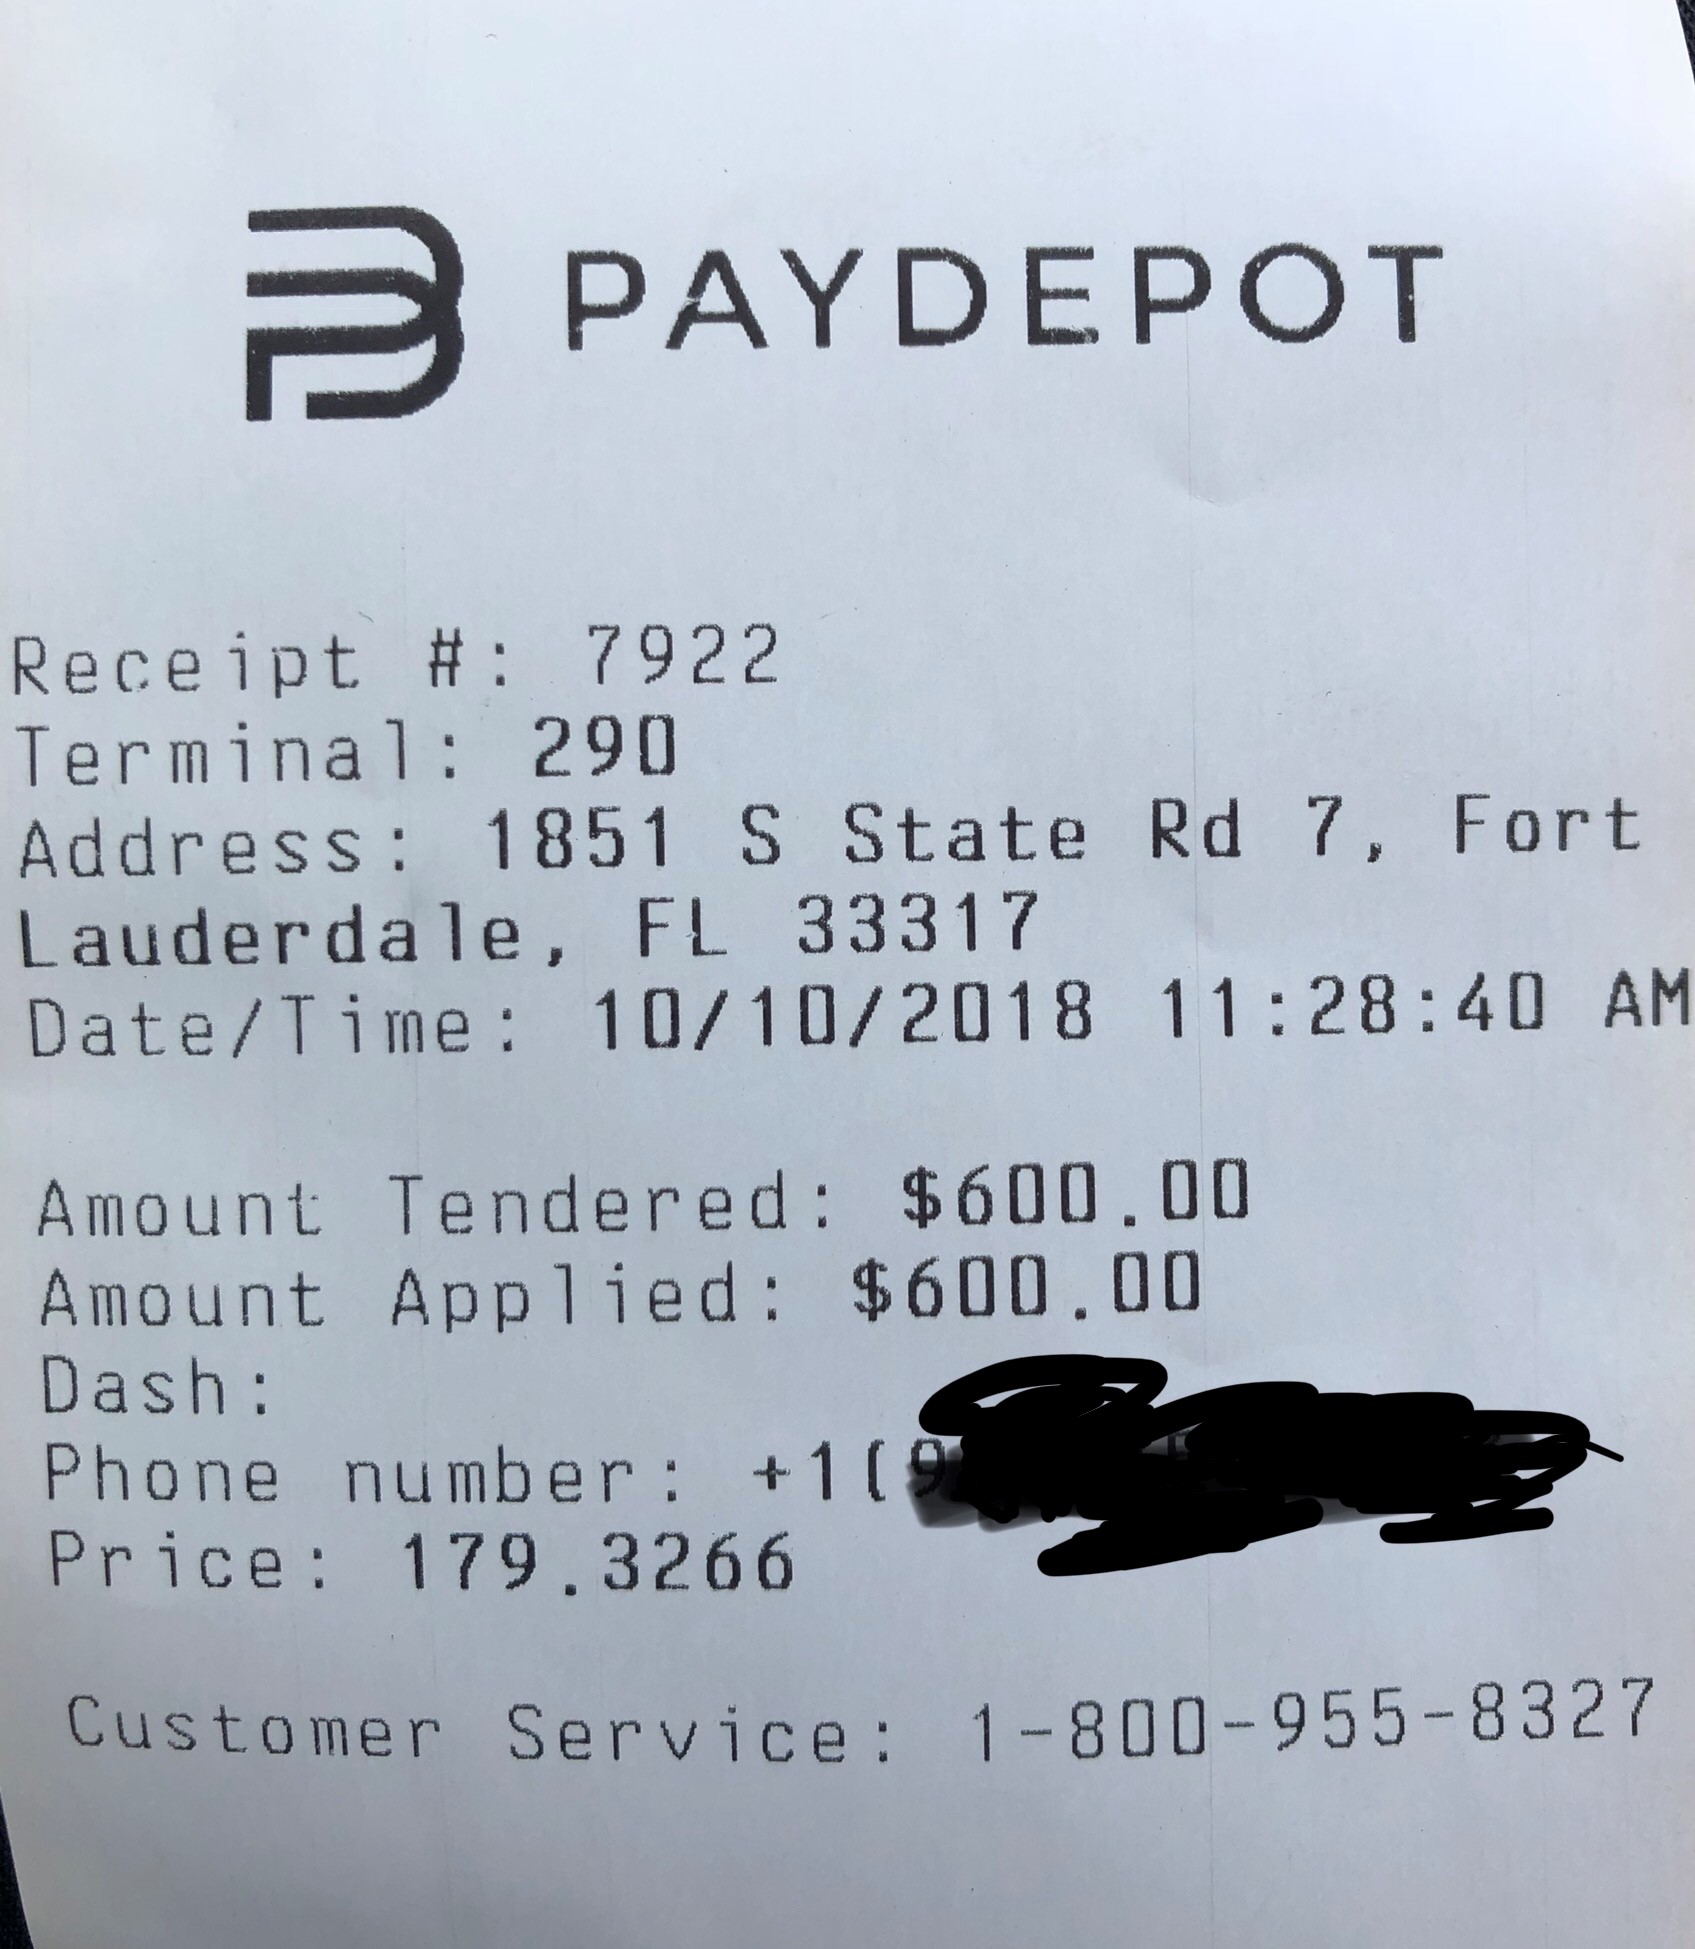 PAYDEPOT
Receipt #: 7922
Terminal: 290
Address: 1851 S State Rd 7, Fort
Lauderdale, FL 33317
Date/Time: 10/10/2018 11:28:40 AM
Amount Tendered: $600.00
Amount Applied: $600.00
Dash:
Phone number: +1(9
Price: 179.3266
Customer Service: 1-800-955-8327